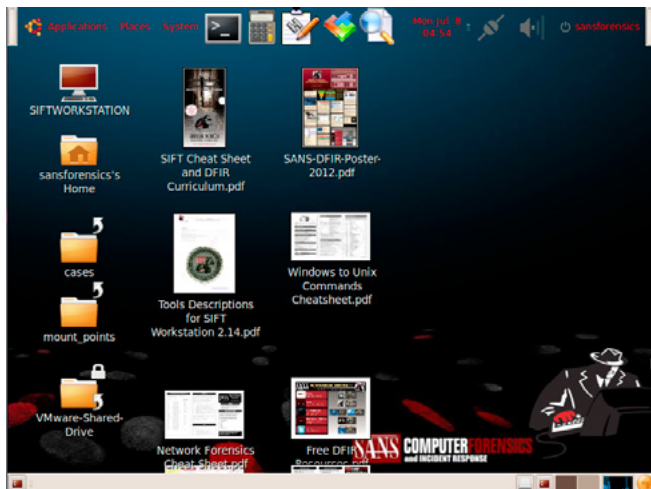 Applications Places System
Mon Jul 8
04:54
sansforensics
SIFTWORKSTATION
SIFT Cheat Sheet
and DFIR
Curriculum.pdf
SANS-DFIR-Poster-
2012.pdf
sansforensics's
Home
cases
Tools Descriptions
for SIFT
Workstation 2.14.pdf
Windows to Unix
Commands
Cheatsheet.pdf
mount_points
VMware-Shared-
Drive
Network Forensics
Cheat Sheet.pdf
Free DFIR
Resources.pdf
SANS COMPUTER FORENSICS
and INCIDENT RESPONSE